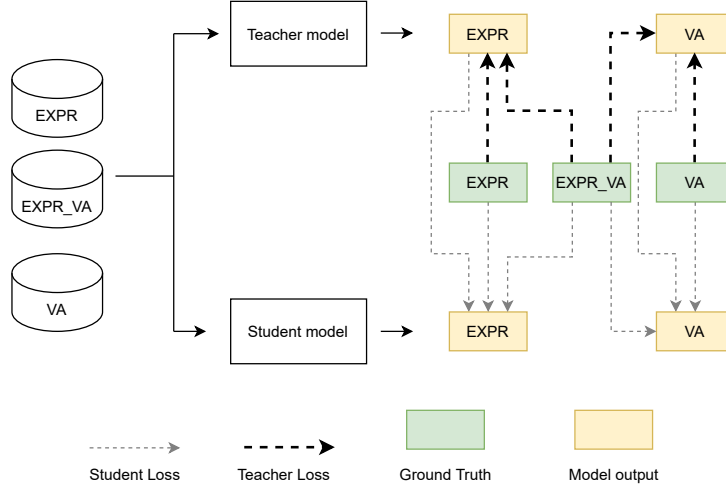 Teacher model
EXPR
VA
EXPR
EXPR_VA
EXPR
EXPR_VA
VA
VA
Student model
EXPR
VA
Student Loss
Teacher Loss
Ground Truth
Model output